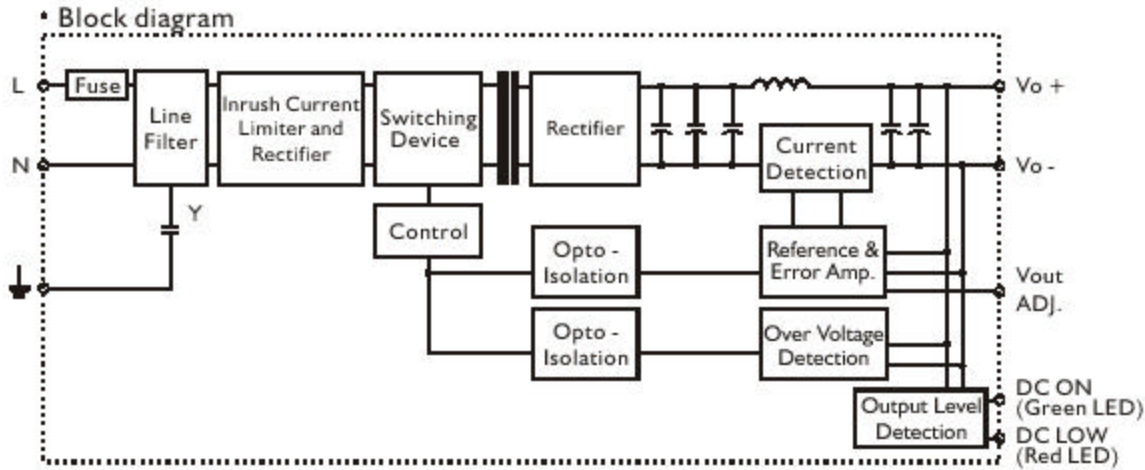 • Block diagram
L
Fuse
Line
Filter
Inrush Current
Limiter and
Rectifier
Switching
Device
Rectifier
Current
Detection
Vo +
N
Vo -
Y
Control
Opto -
Isolation
Reference &
Error Amp.
Vout
ADJ.
Opto -
Isolation
Over Voltage
Detection
Output Level
Detection
DC ON
(Green LED)
DC LOW
(Red LED)